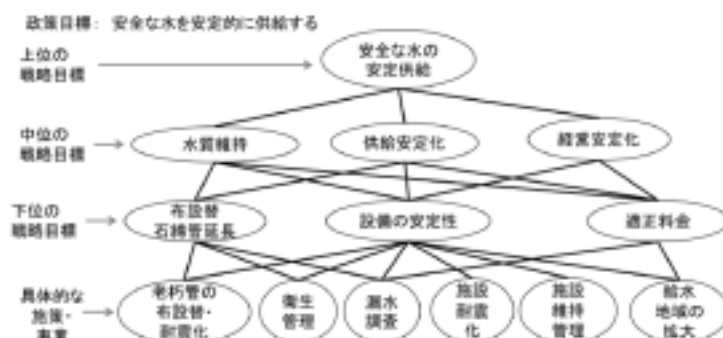 政策目標： 安全な水を安定的に供給する
上位の
戦略目標
安全な水の
安定供給
中位の
戦略目標
水質維持
供給安定化
経営安定化
下位の
戦略目標
布設替
石綿管延長
設備の安定性
適正料金
具体的な
施策・
事業
老朽管の
布設替・
耐震化
衛生
管理
漏水
調査
施設
耐震
化
施設
維持
管理
給水
地域の
拡大